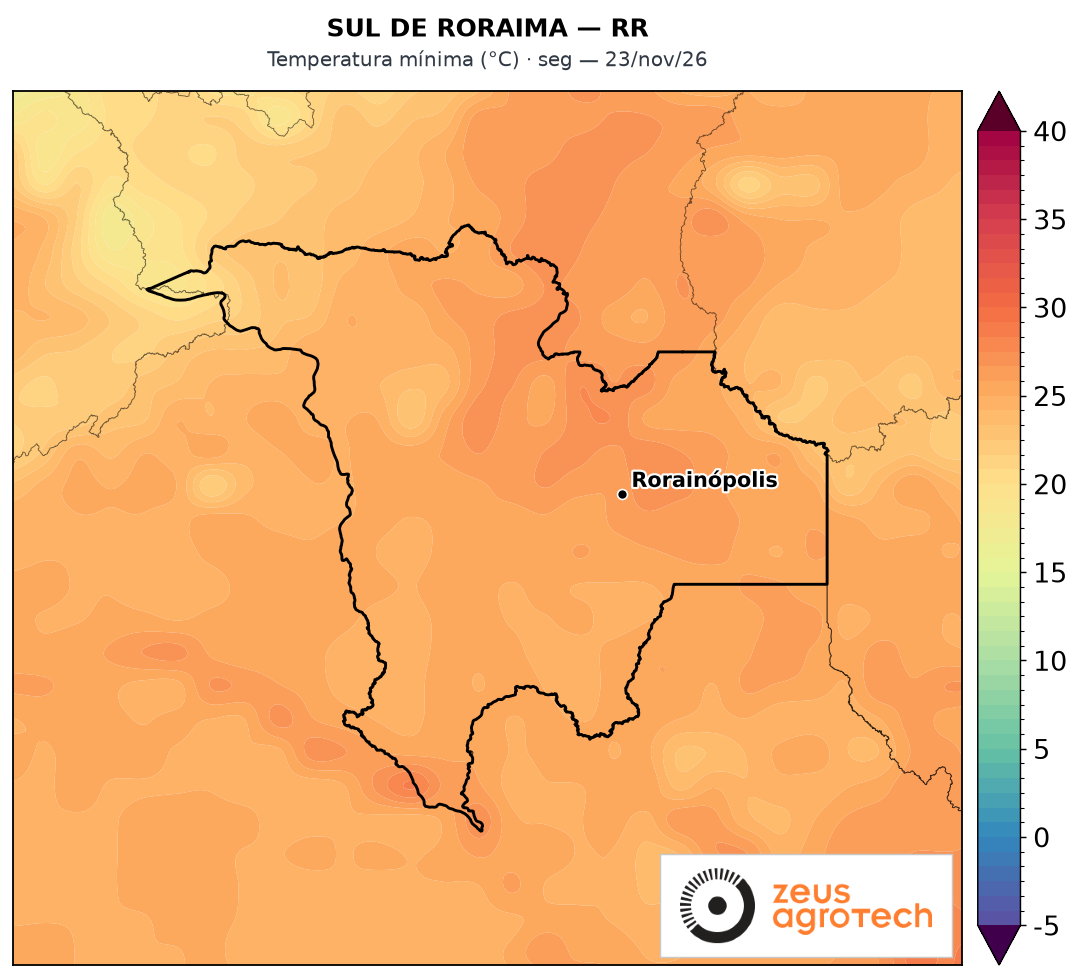 SUL DE RORAIMA — RR
Temperatura mínima (°C) · seg — 23/nov/26
40
35
30
25
20
15
10
5
0
-5
Rorainópolis
zeus
agrotech